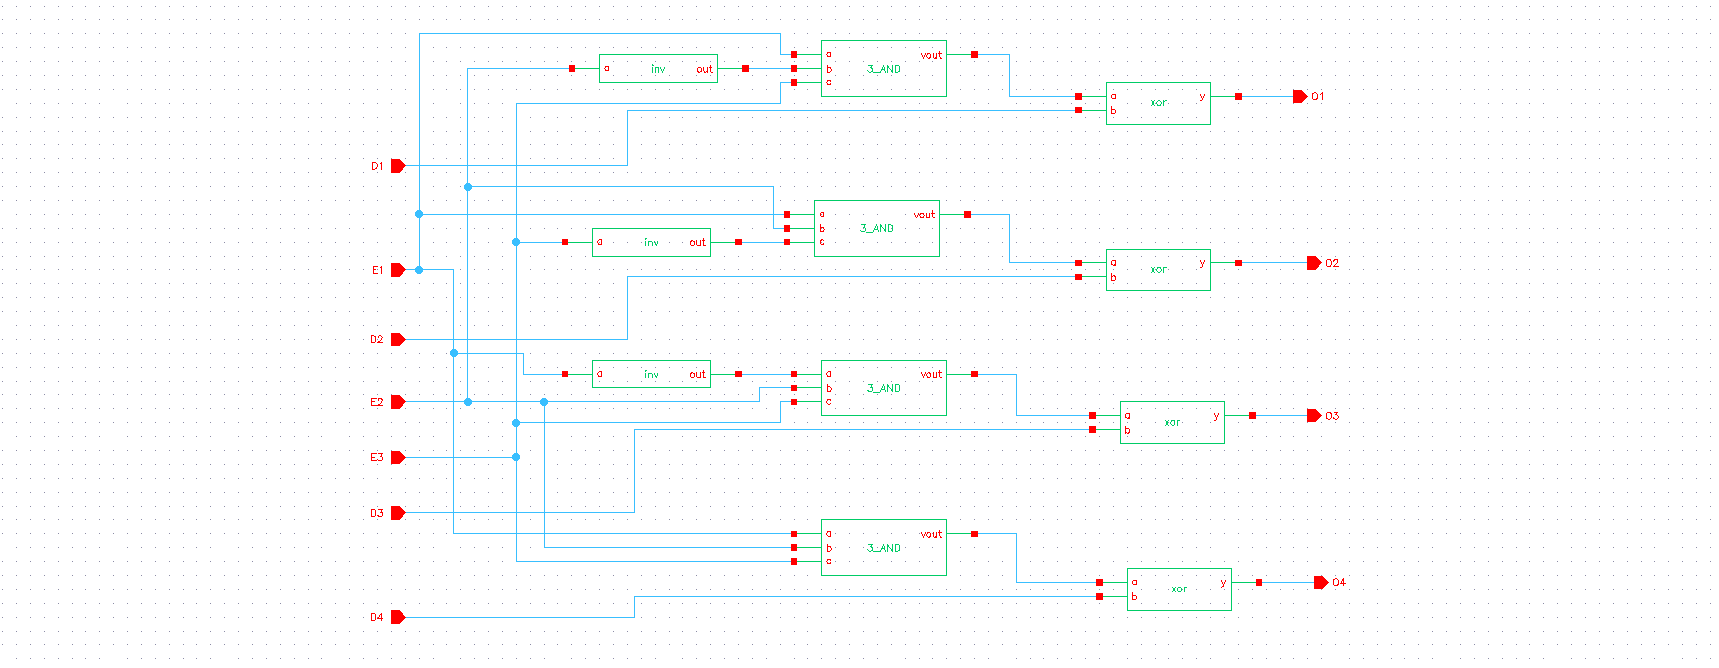 a inv out
a b c 3_AND vout
a b xor y
O1
D1
a b c 3_AND vout
a inv out
E1
a b xor y
O2
D2
a inv out
a b c 3_AND vout
E2
a b xor y
O3
E3
D3
a b c 3_AND vout
a b xor y
O4
D4